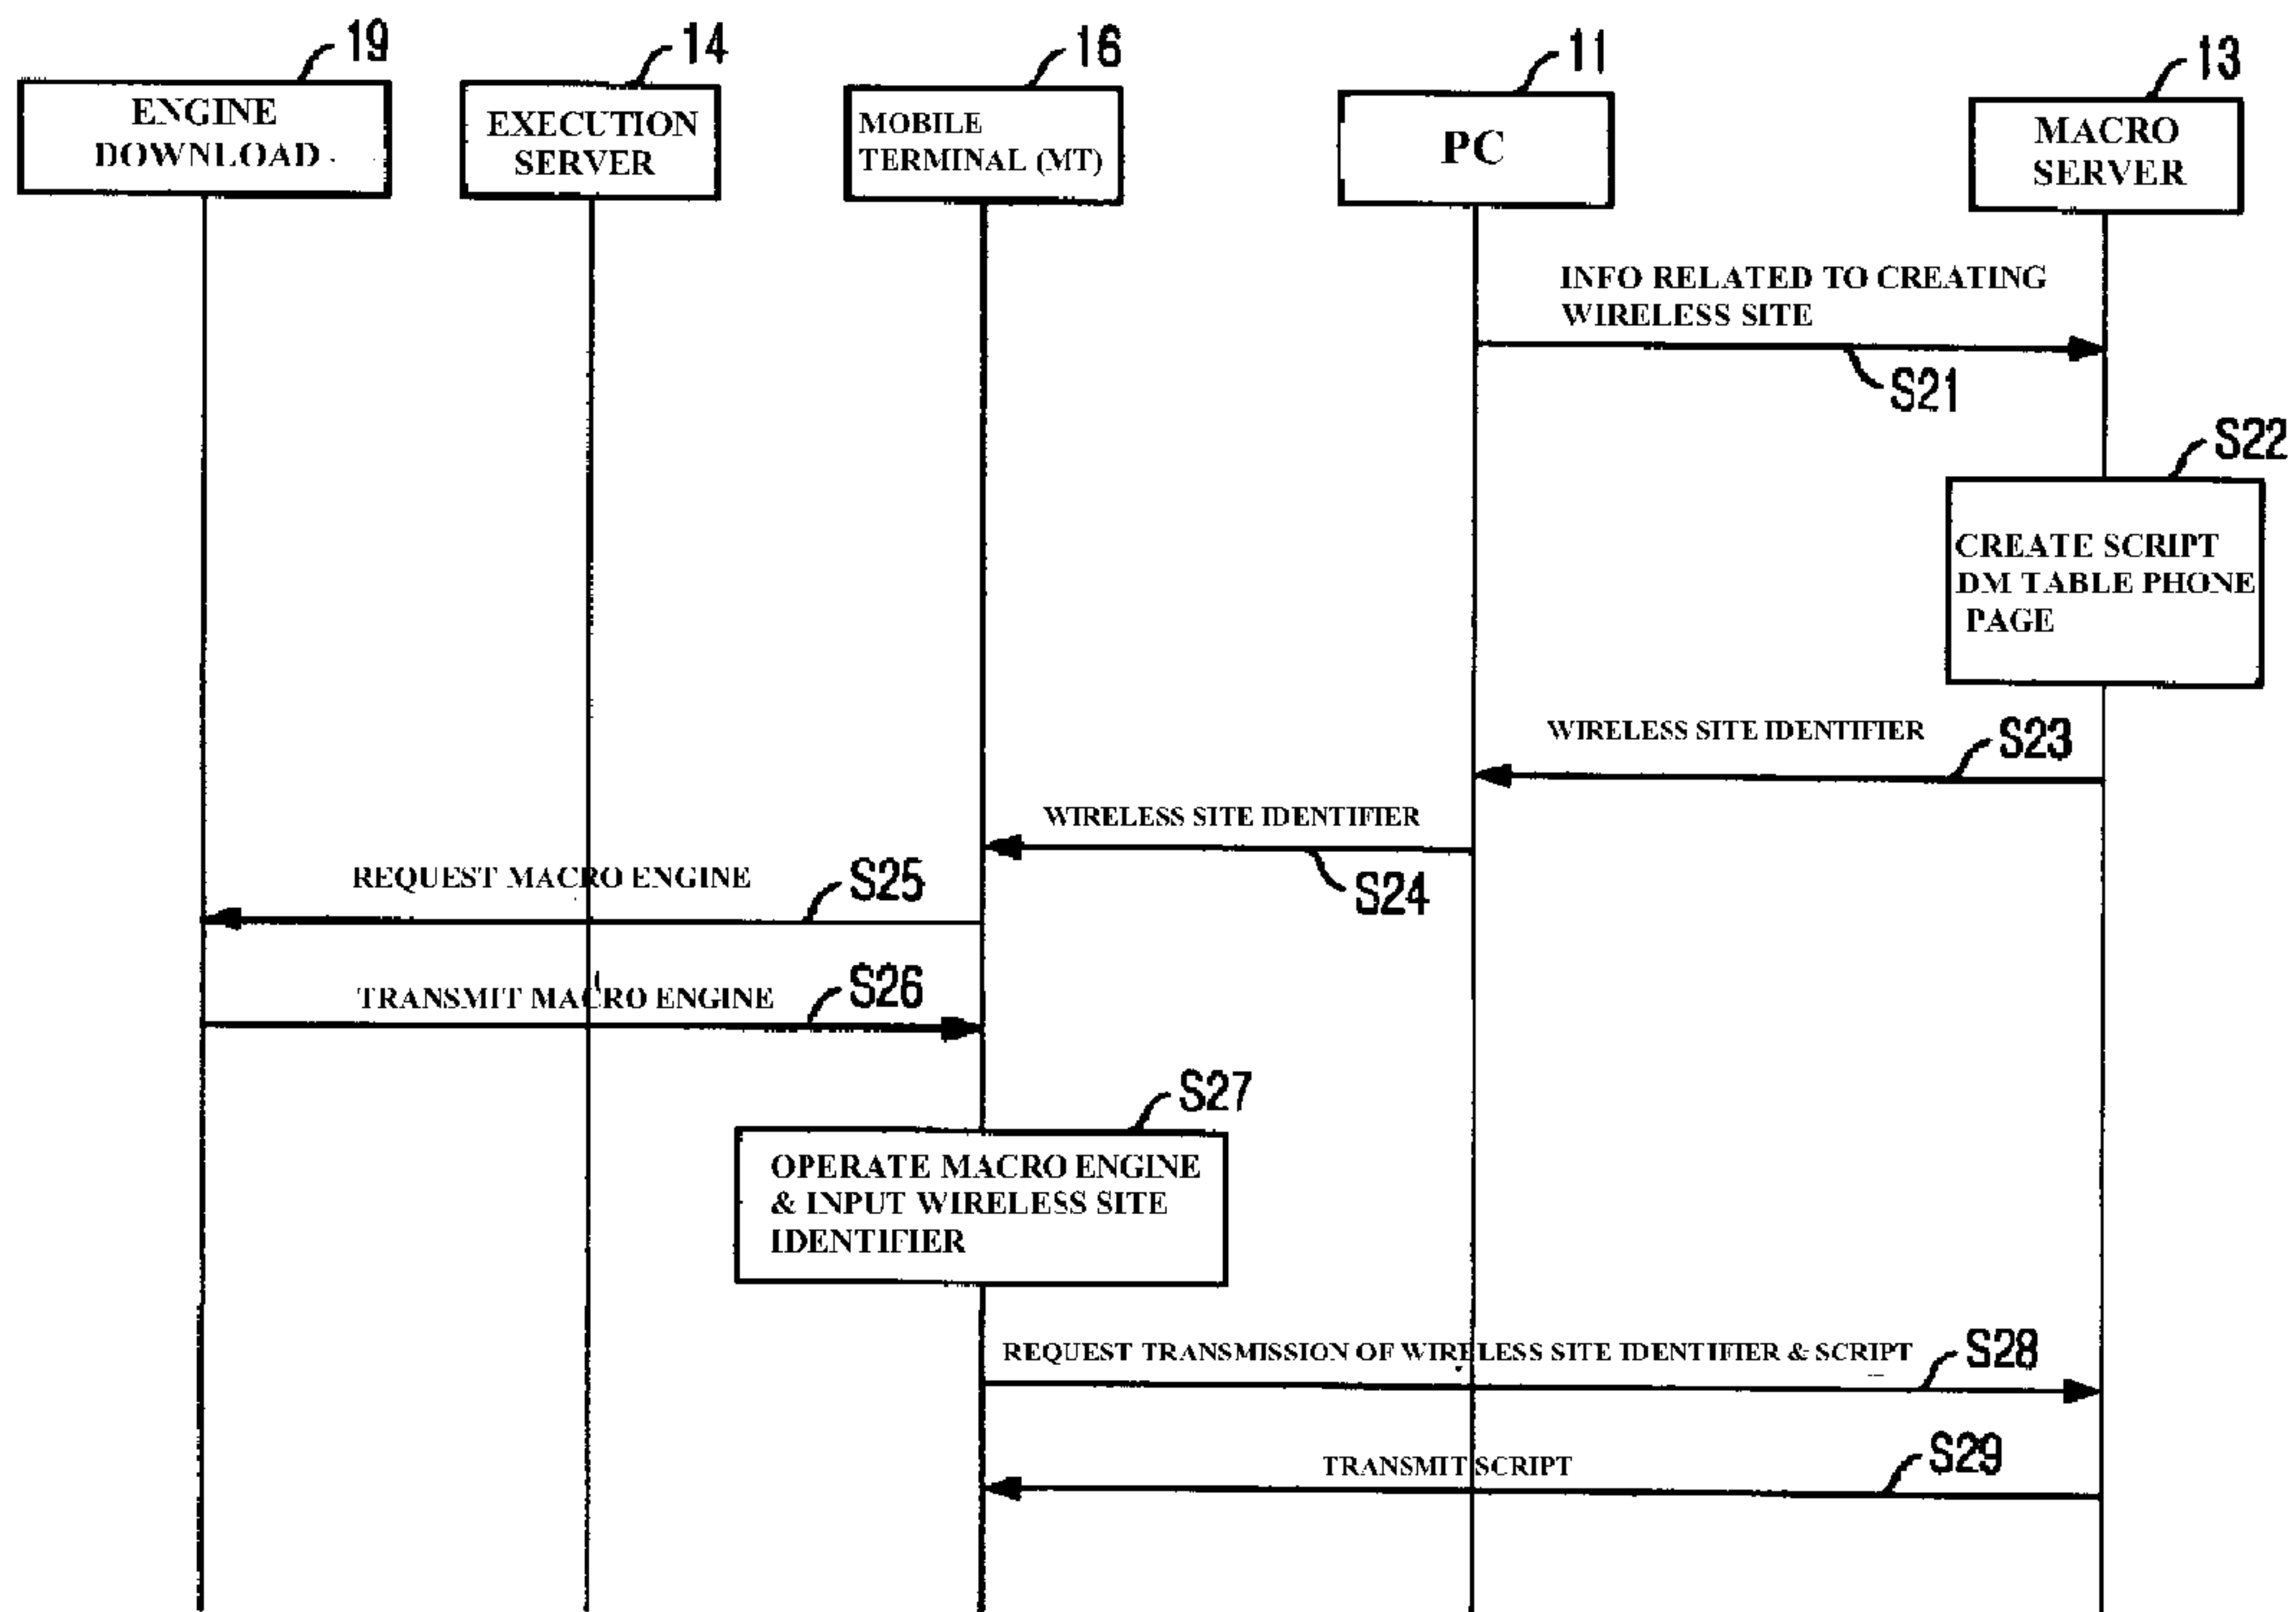 19
14
16
11
13
ENGINE
DOWNLOAD
EXECUTION
SERVER
MOBILE
TERMINAL (MT)
PC
MACRO
SERVER
INFO RELATED TO CREATING
WIRELESS SITE
S21
S22
CREATE SCRIPT
DM TABLE PHONE
PAGE
WIRELESS SITE IDENTIFIER
S23
WIRELESS SITE IDENTIFIER
S24
REQUEST MACRO ENGINE
S25
TRANSMIT MACRO ENGINE
S26
S27
OPERATE MACRO ENGINE
& INPUT WIRELESS SITE
IDENTIFIER
REQUEST TRANSMISSION OF WIRELESS SITE IDENTIFIER & SCRIPT
S28
TRANSMIT SCRIPT
S29